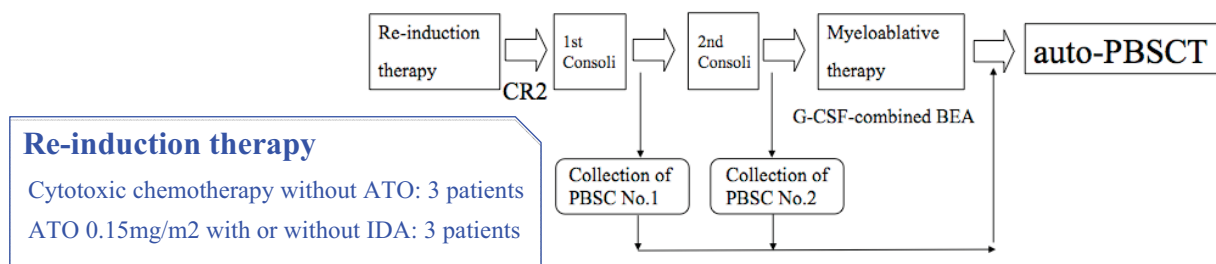 Re-induction
therapy
CR2
1st
Consoli
2nd
Consoli
Myeloablative
therapy
G-CSF-combined BEA
auto-PBSCT
Collection of
PBSC No.1
Collection of
PBSC No.2
Re-induction therapy
Cytotoxic chemotherapy without ATO: 3 patients
ATO 0.15mg/m2 with or without IDA: 3 patients